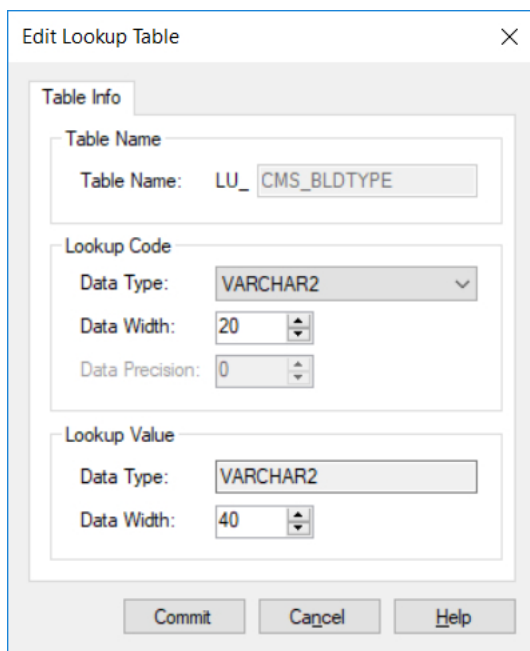 Edit Lookup Table
Table Info
Table Name
Table Name: LU_ CMS_BLDTYPE
Lookup Code
Data Type: VARCHAR2
Data Width: 20
Data Precision: 0
Lookup Value
Data Type: VARCHAR2
Data Width: 40
Commit Cancel Help